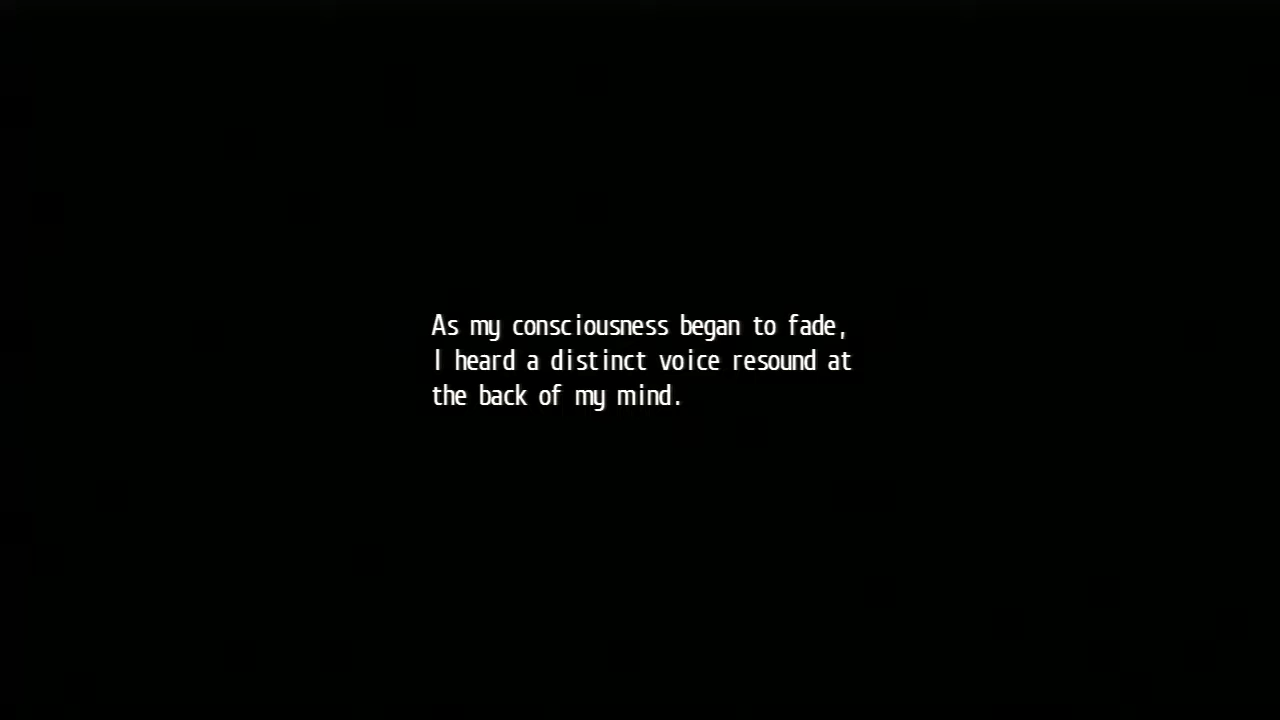 As my consciousness began to fade,
I heard a distinct voice resound at
the back of my mind.